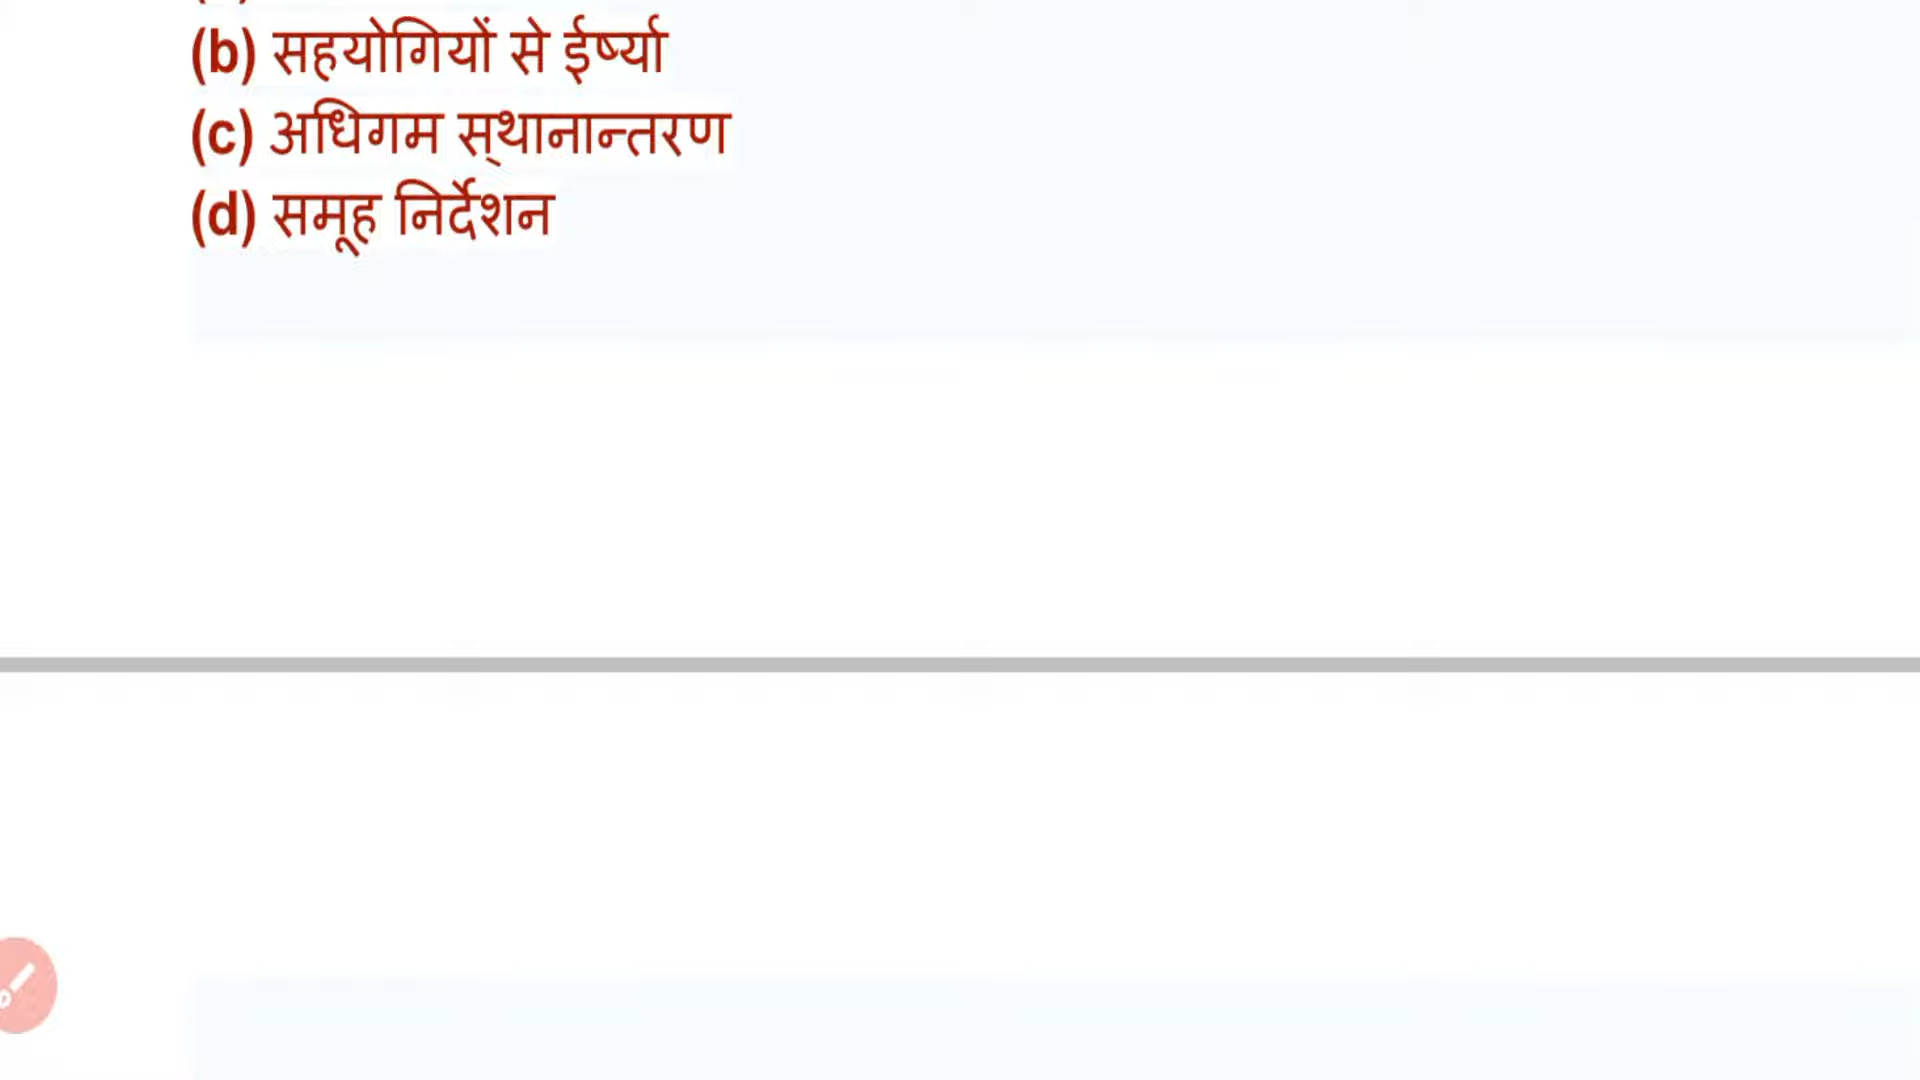 (b) सहयोगियों से ईर्ष्या
(c) अधिगम स्थानान्तरण
(d) समूह निर्देशन